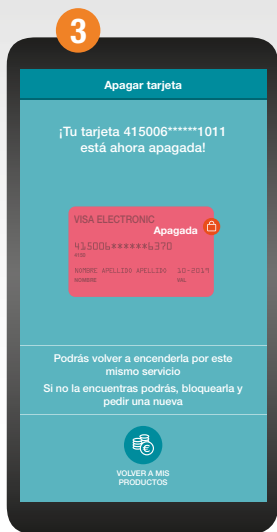 3
Apagar tarjeta
¡Tu tarjeta 415006******1011
está ahora apagada!
VISA ELECTRONIC
Apagada
415006******6370
NOMBRE APELLIDO APELLIDO 10-2019
Podrás volver a encenderla por este
mismo servicio
Si no la encuentras podrás, bloquearla y
pedir una nueva
VOLVER A MIS
PRODUCTOS